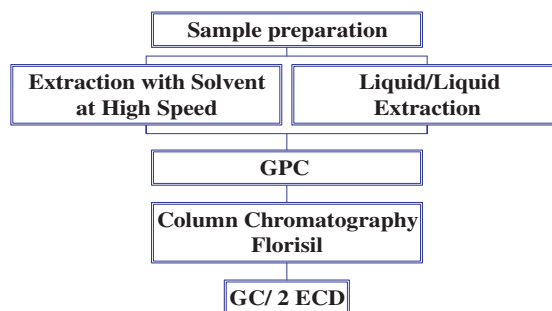 Sample preparation
Extraction with Solvent
at High Speed
Liquid/Liquid
Extraction
GPC
Column Chromatography
Florisil
GC/ 2 ECD